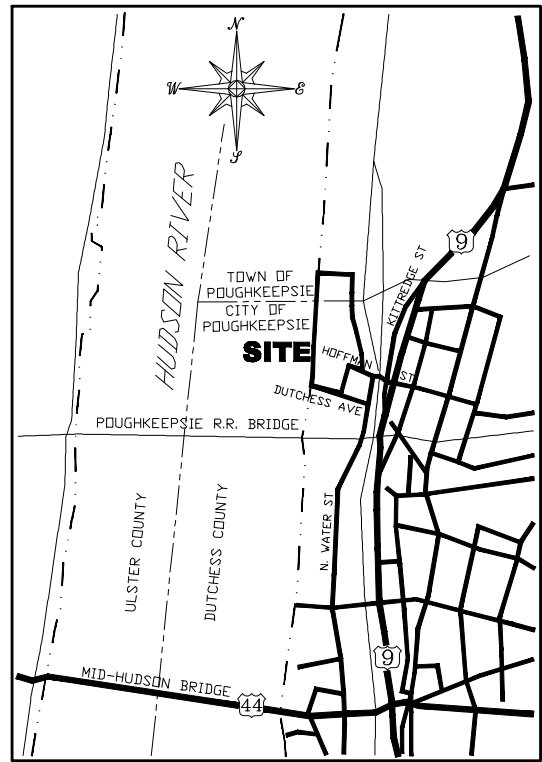 N
W
E
S
HUDSON RIVER
9
KITTREDGE ST
TOWN OF
POUGHKEEPSIE
CITY OF
POUGHKEEPSIE
SITE
HOFFMAN ST
DUTCHESS AVE
POUGHKEEPSIE R.R. BRIDGE
ULSTER COUNTY
DUTCHESS COUNTY
N. WATER ST
9
MID-HUDSON BRIDGE
44